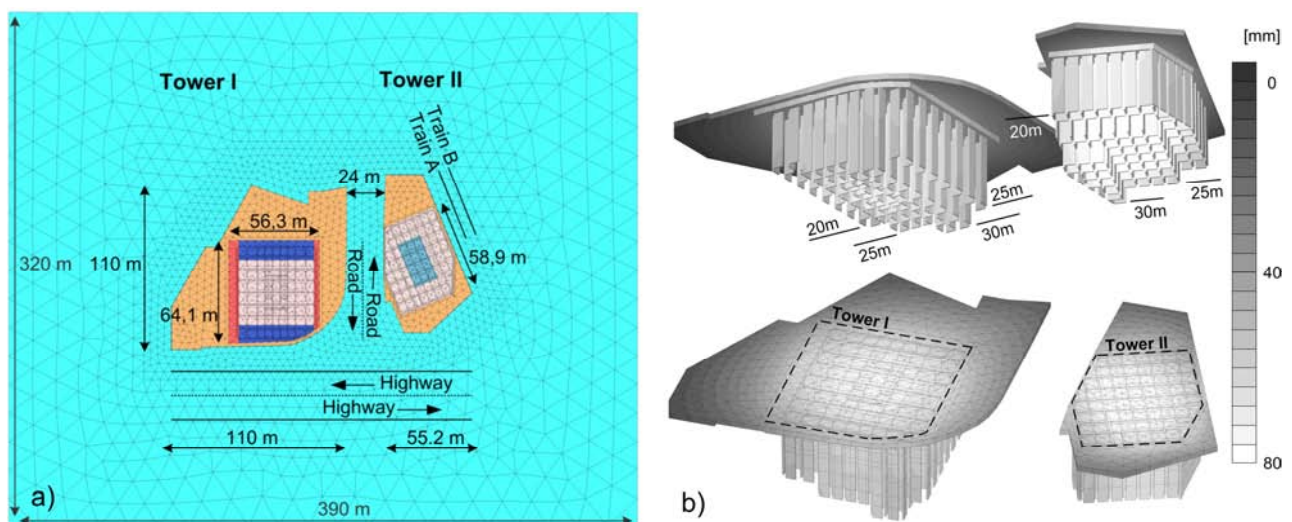 Tower I
Tower II
Train B
Train A
24 m
56,3 m
58,9 m
320 m
110 m
64,1 m
Road
Road
Highway
Highway
110 m
55.2 m
a)
390 m
[mm]
0
40
80
20m
25m
30m
20m
25m
25m
30m
Tower I
Tower II
b)